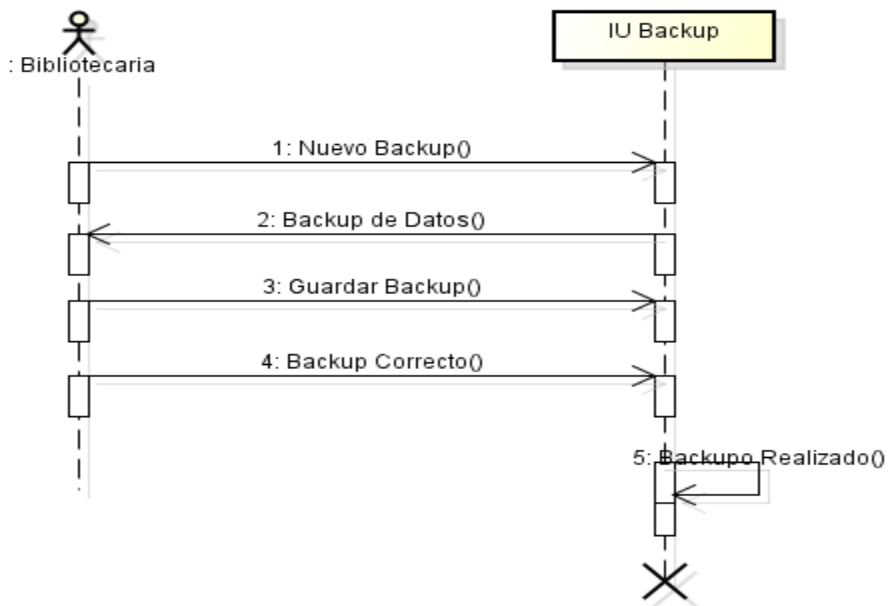 IU Backup
: Bibliotecaria
1: Nuevo Backup()
2: Backup de Datos()
3: Guardar Backup()
4: Backup Correcto()
5: Backupo Realizado()